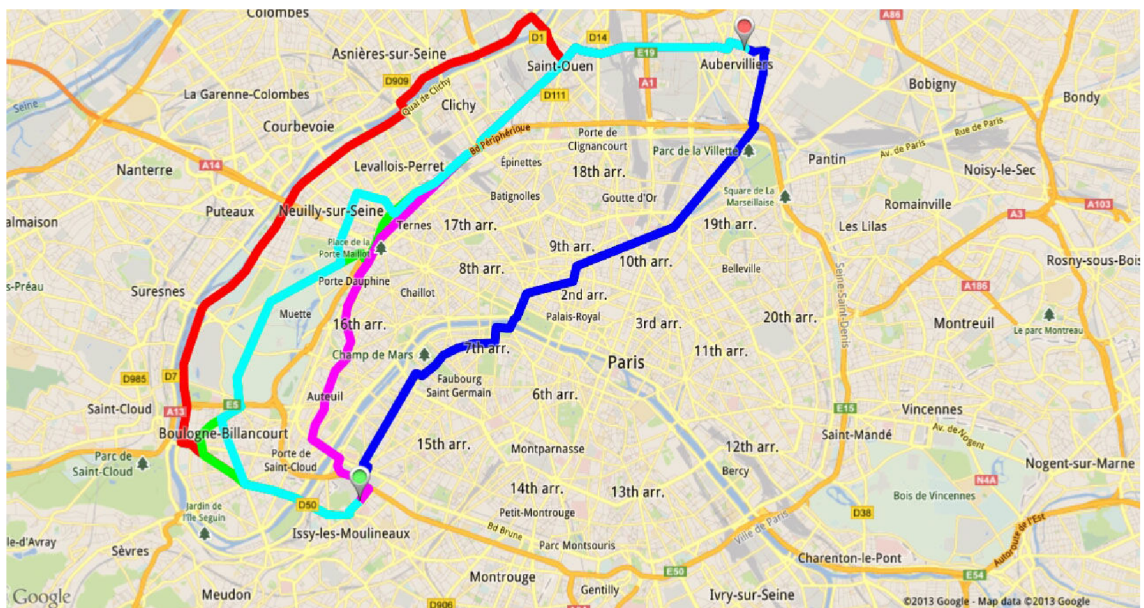 Colombes
A86
Asnières-sur-Seine
D1
D14
E19
Saint-Ouen
Aubervilliers
D909
A1
Bobigny
La Garenne-Colombes
Quai de Clichy
Clichy
D111
Bondy
Seine
Courbevoie
Bd Périphérique
Porte de
Clignancourt
Rue de Paris
Parc de la Villette
Pantin
Av. de Paris
A14
Levallois-Perret
Épinettes
Noisy-le-Sec
Nanterre
18th arr.
Batignolles
Goutte d'Or
Square de La
Marseillaise
Romainville
A103
Puteaux
Neuilly-sur-Seine
Ternes
17th arr.
19th arr.
Les Lilas
A3
almaison
Place de la
Porte Maillot
9th arr.
10th arr.
Rosny-sous-Bois
8th arr.
Belleville
s-Préau
Porte Dauphine
Chaillot
2nd arr.
A186
Suresnes
Muette
Palais-Royal
Seine-Saint-Denis
16th arr.
3rd arr.
20th arr.
Montreuil
Le parc Montreau
Champ de Mars
7th arr.
11th arr.
Paris
D985
D7
Faubourg
Saint Germain
6th arr.
Auteuil
Saint-Cloud
A13
E5
E15
Vincennes
Boulogne-Billancourt
15th arr.
Montparnasse
12th arr.
Saint-Mandé
Av. de Nogent
Parc de
Saint-Cloud
Porte de
Saint-Cloud
Bercy
Nogent-sur-Marne
14th arr.
13th arr.
N4A
D50
Bois de Vincennes
Jardin de
l'Île Seguin
Petit-Montrouge
D38
Issy-les-Moulineaux
Bd Brune
Ville de Paris
lle-d'Avray
Sèvres
Parc Montsouris
Charenton-le-Pont
Autoroute de l'Est
Montrouge
E50
E54
Google
Meudon
D906
Gentilly
Ivry-sur-Seine
©2013 Google - Map data ©2013 Google